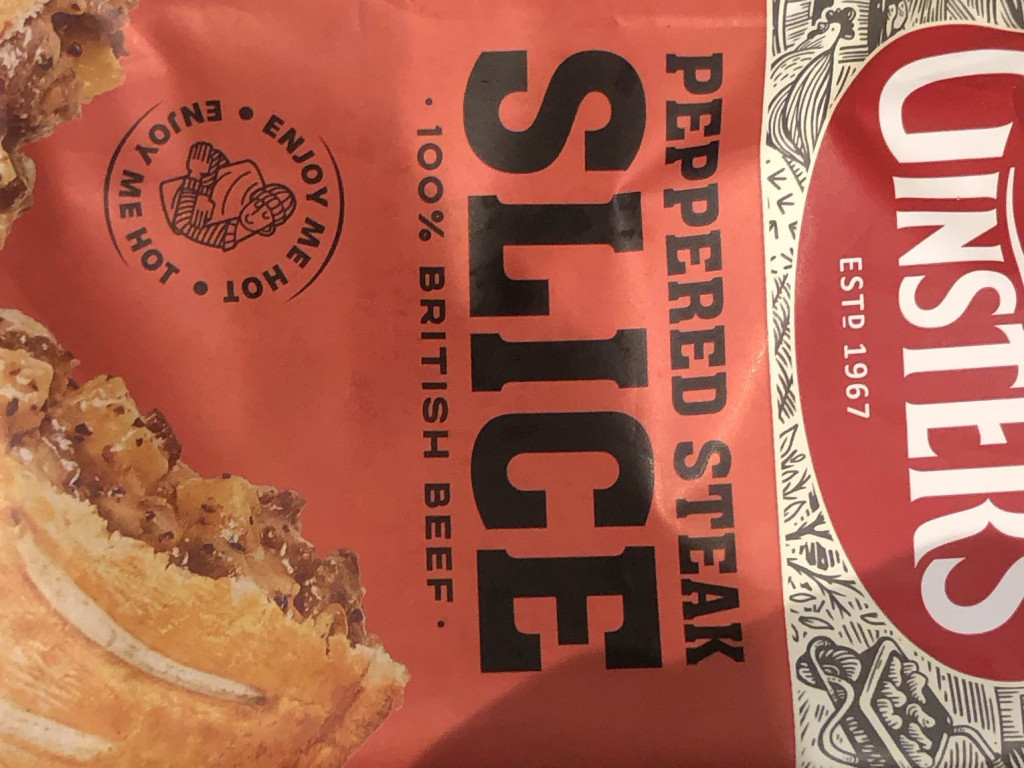 GINSTERS
ESTD 1967
PEPPERED STEAK
SLICE
· 100% BRITISH BEEF ·
ENJOY ME HOT • ENJOY ME HOT •